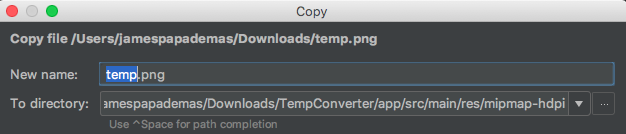 Copy
Copy file /Users/jamespapademas/Downloads/temp.png
New name: temp.png
To directory: amespapademas/Downloads/TempConverter/app/src/main/res/mipmap-hdpi ...
Use ^Space for path completion